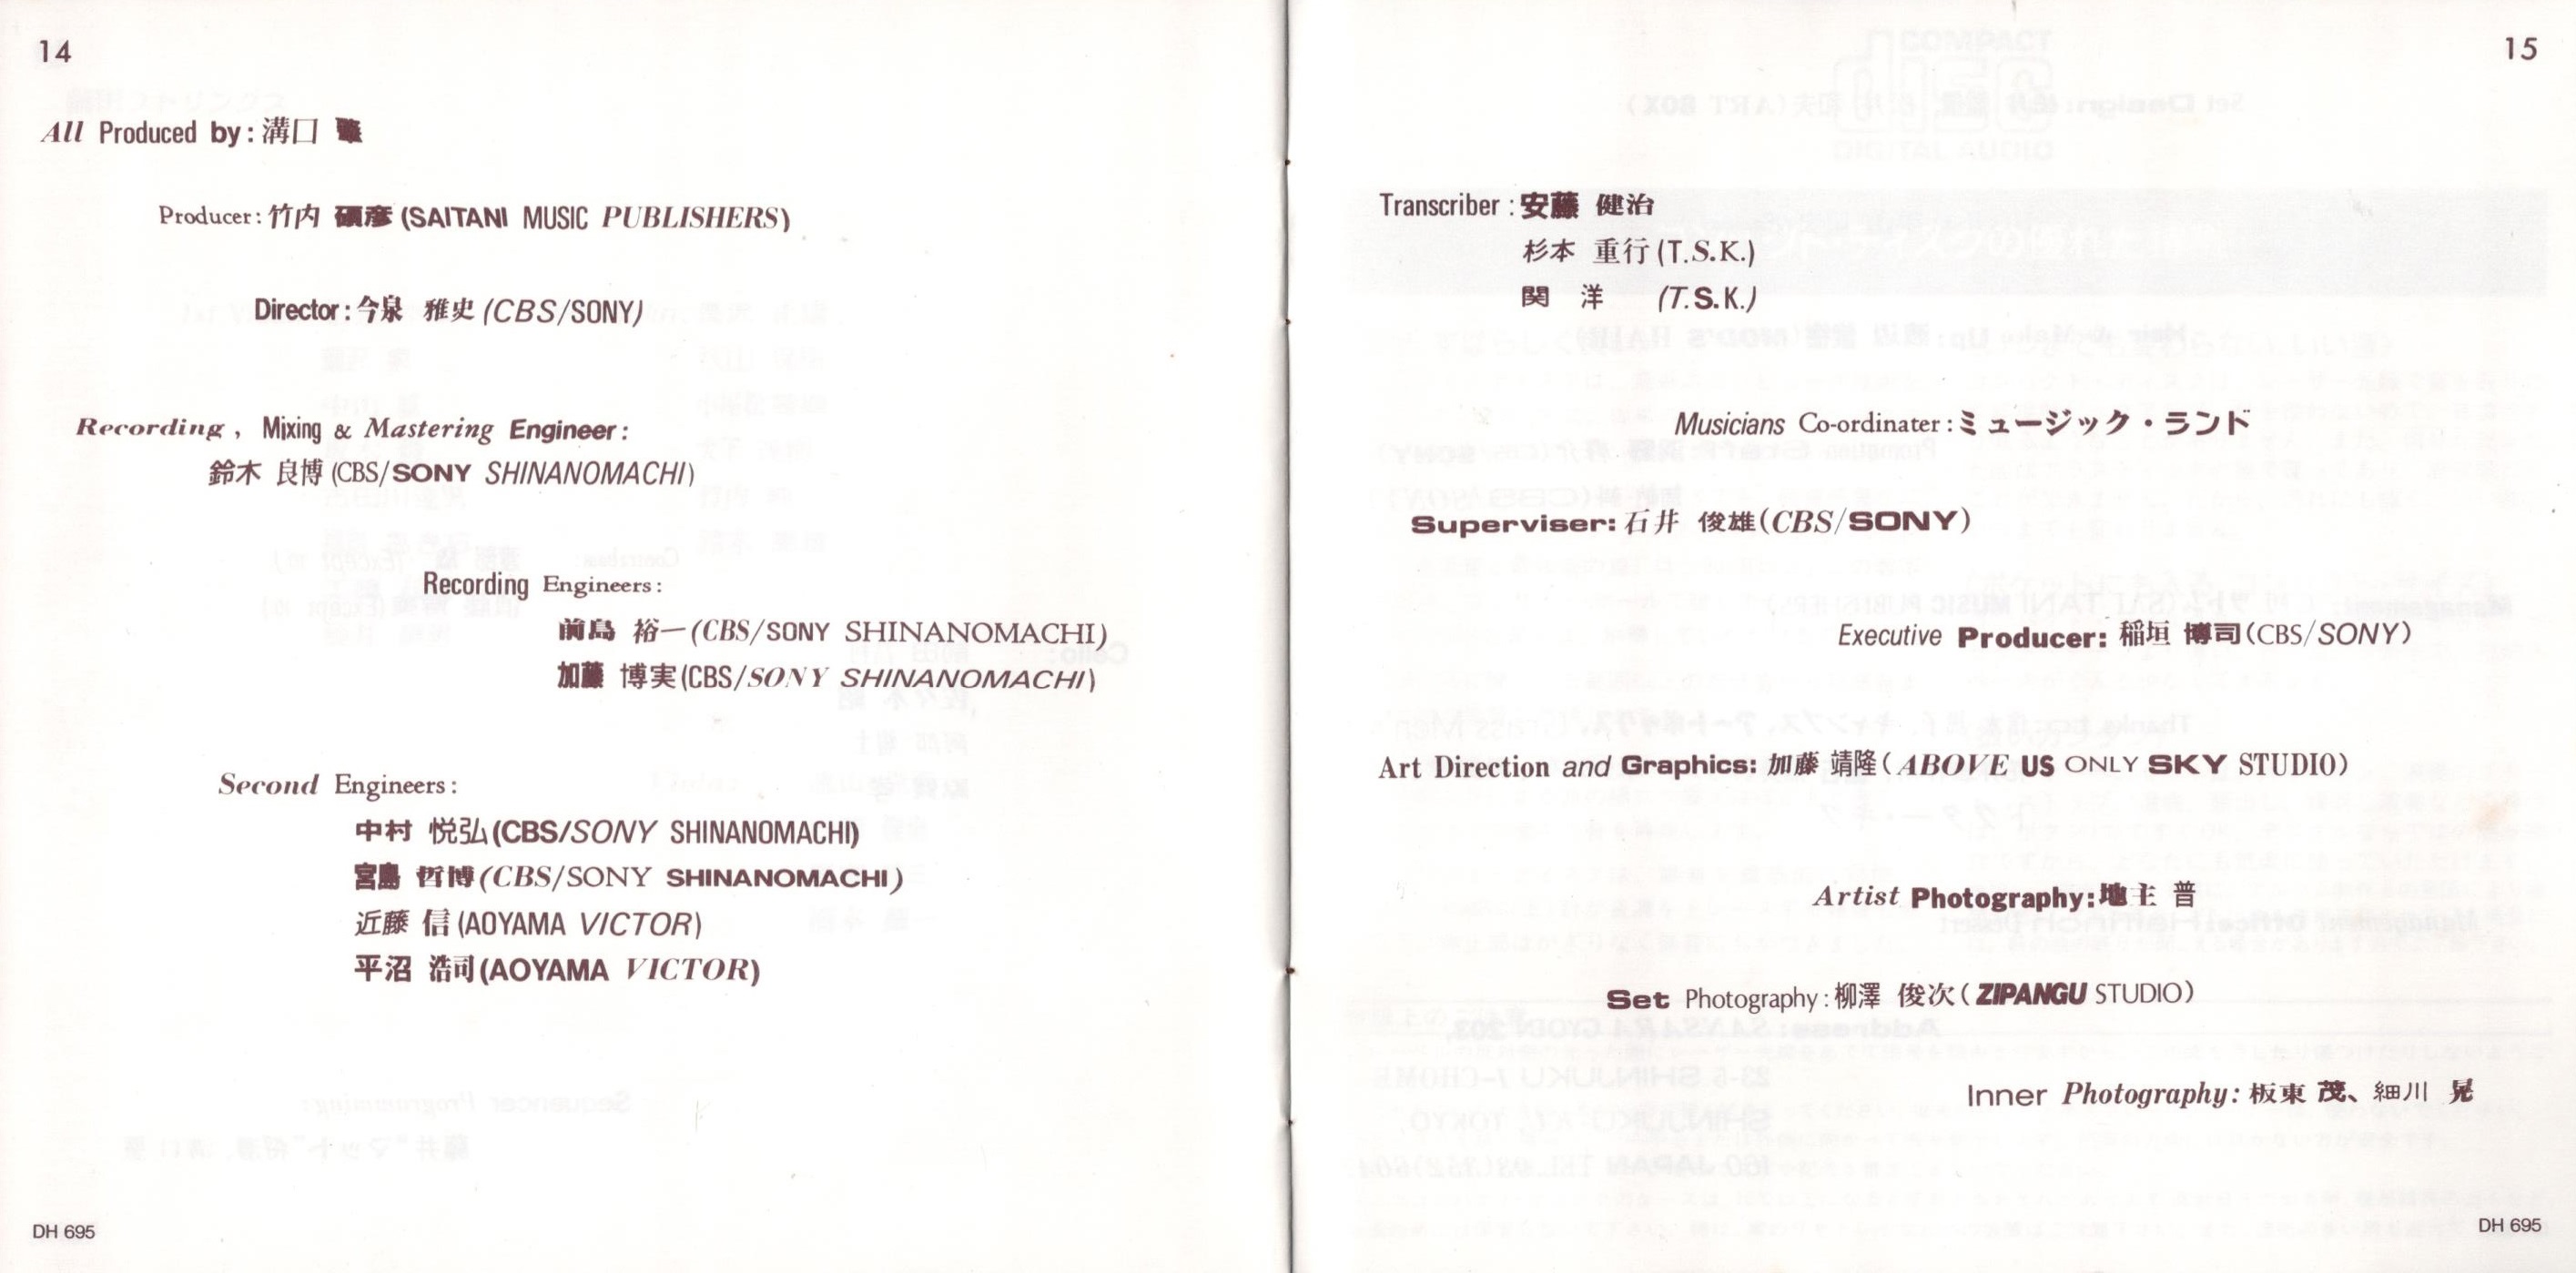 14
All Produced by:溝口 肇
Producer:竹内 碩彦(SAITANI MUSIC PUBLISHERS)
Director:今泉 雅史(CBS/SONY)
Recording, Mixing & Mastering Engineer:
鈴木 良博(CBS/SONY SHINANOMACHI)
Recording Engineers:
前島 裕一(CBS/SONY SHINANOMACHI)
加藤 博実(CBS/SONY SHINANOMACHI)
Second Engineers:
中村 悦弘(CBS/SONY SHINANOMACHI)
宮島 哲博(CBS/SONY SHINANOMACHI)
近藤 信(AOYAMA VICTOR)
平沼 浩司(AOYAMA VICTOR)
DH 695
15
Transcriber:安藤 健治
杉本 重行(T.S.K.)
関 洋 (T.S.K.)
Musicians Co-ordinater:ミュージック・ランド
Superviser:石井 俊雄(CBS/SONY)
Executive Producer:稲垣 博司(CBS/SONY)
Art Direction and Graphics:加藤 靖隆(ABOVE US ONLY SKY STUDIO)
Artist Photography:地主 普
Set Photography:柳澤 俊次(ZIPANGU STUDIO)
Inner Photography:板東 茂、細川 晃
DH 695